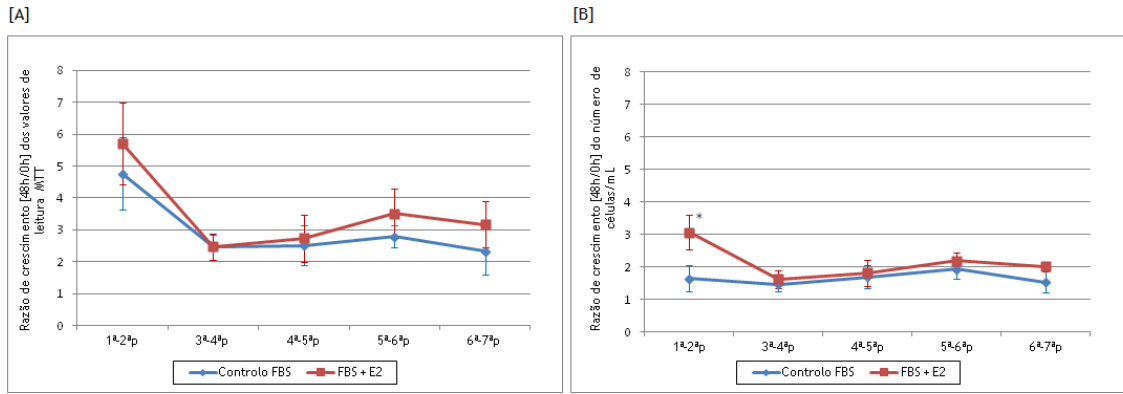 [A]
Razão de crescimento [48h/0h] dos valores de
leitura MTT
8
7
6
5
4
3
2
1
0
1ª-2ªp 3ª-4ªp 4ª-5ªp 5ª-6ªp 6ª-7ªp
Controlo FBS FBS + E2
[B]
Razão de crescimento [48h/0h] do número de
células/mL
8
7
6
5
4
3
2
1
0
*
1ª-2ªp 3ª-4ªp 4ª-5ªp 5ª-6ªp 6ª-7ªp
Controlo FBS FBS + E2